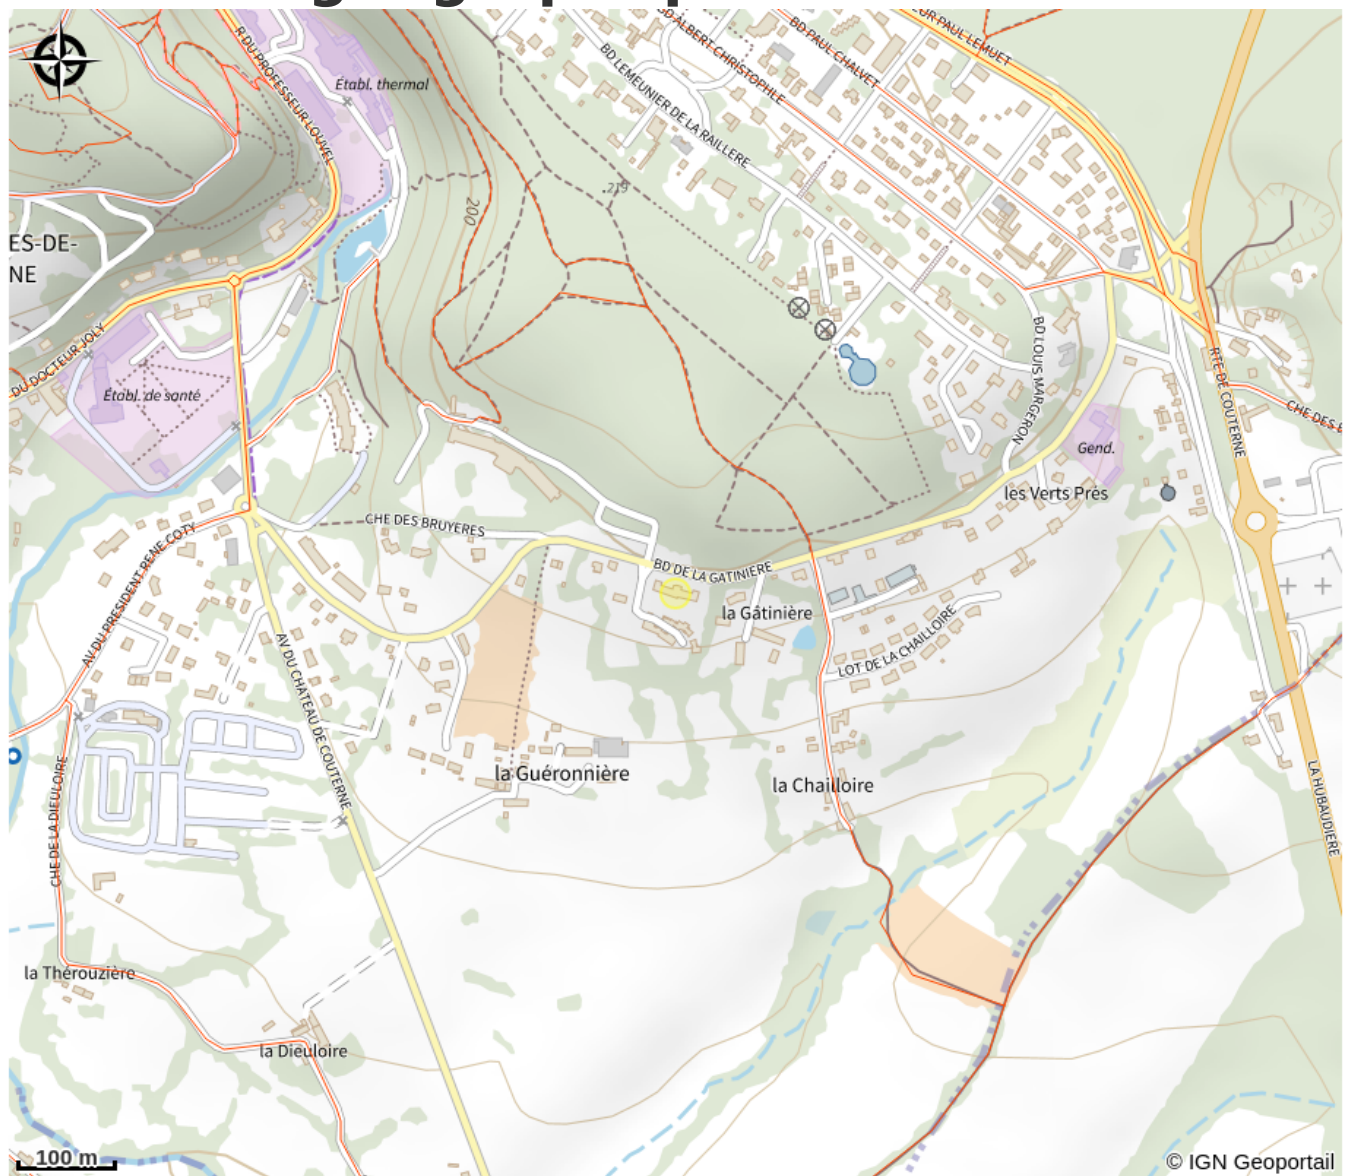 R DU PROFESSEUR LOUVEL
Établ. thermal
BD ALBERT CHRISTOPHLE
BD PAUL CHALVET
UR PAUL LEMUET
BD LEMEUNIER DE LA RAILLERE
219
200
ES-DE-
NE
DU DOCTEUR JOLY
Établ. de santé
BD LOUIS MARGERON
RTE DE COUTERNE
CHE DES B
Gend.
les Verts Prés
CHE DES BRUYERES
BD DE LA GATINIÈRE
la Gâtinière
LOT DE LA CHAILLOIRE
AV DU PRESIDENT RENE COTY
AV DU CHATEAU DE COUTERNE
CHE DE LA DIEULOIRE
la Guéronnière
la Chailloire
LA HUBAUDIERE
la Thérouzière
la Dieuloire
100 m
© IGN Geoportail